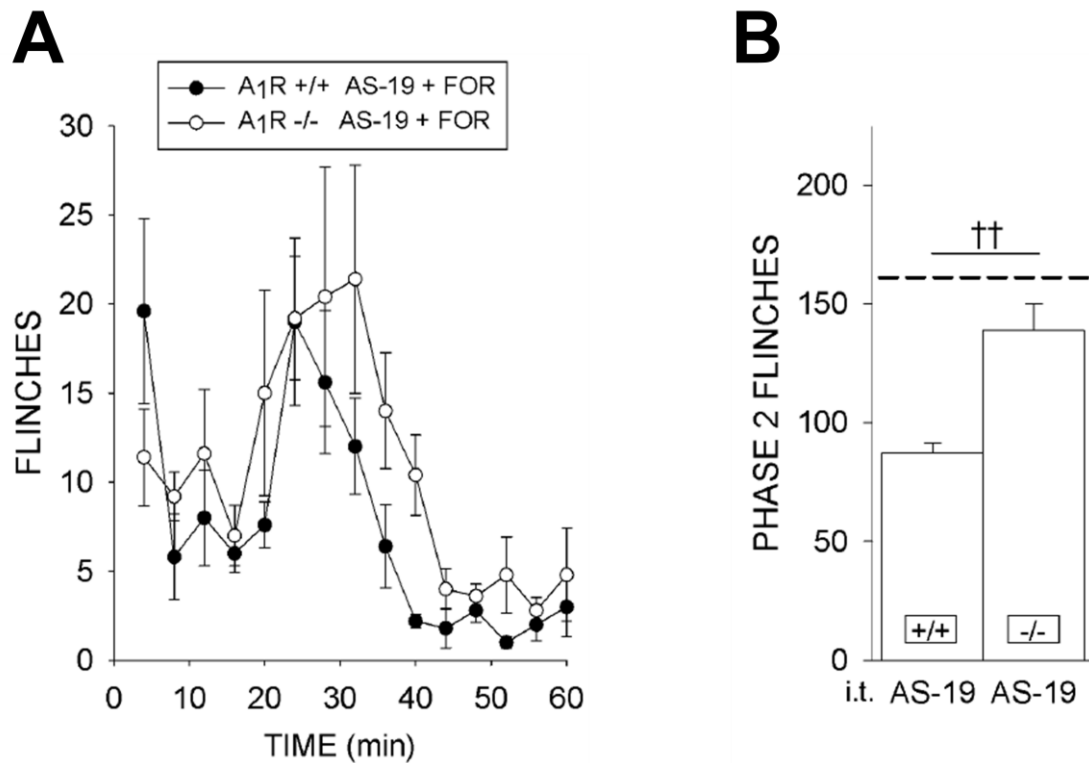 A
A1R +/+ AS-19 + FOR
A1R -/- AS-19 + FOR
30
25
20
15
10
5
0
FLINCHES
0 10 20 30 40 50 60
TIME (min)
B
200
150
100
50
0
PHASE 2 FLINCHES
††
+/+ -/-
i.t. AS-19 AS-19